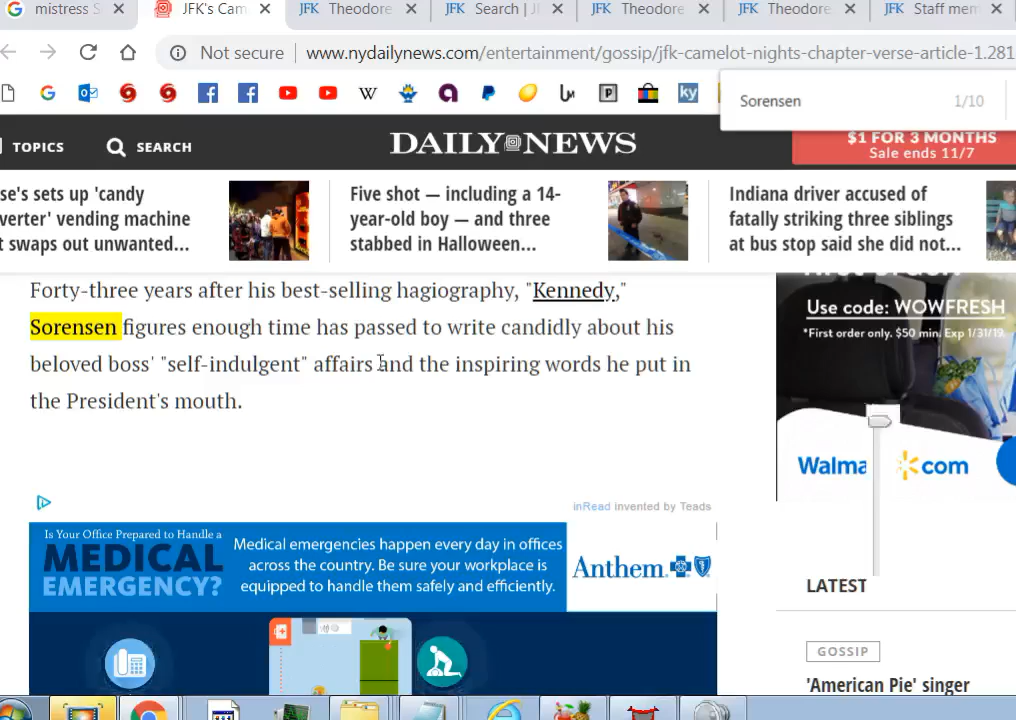 mistress S
JFK's Cam
JFK Theodore
JFK Search | J
JFK Theodore
JFK Theodore
JFK Staff mem
Not secure | www.nydailynews.com/entertainment/gossip/jfk-camelot-nights-chapter-verse-article-1.281
Sorensen 1/10
TOPICS
SEARCH
DAILY NEWS
$1 FOR 3 MONTHS
Sale ends 11/7
se's sets up 'candy
verter' vending machine
t swaps out unwanted...
Five shot — including a 14-
year-old boy — and three
stabbed in Halloween...
Indiana driver accused of
fatally striking three siblings
at bus stop said she did not...
Forty-three years after his best-selling hagiography, "Kennedy,"
Sorensen figures enough time has passed to write candidly about his
beloved boss' "self-indulgent" affairs and the inspiring words he put in
the President's mouth.
Use code: WOWFRESH
*First order only. $50 min. Exp 1/31/19.
Walma com
inRead invented by Teads
Is Your Office Prepared to Handle a
MEDICAL
EMERGENCY?
Medical emergencies happen every day in offices
across the country. Be sure your workplace is
equipped to handle them safely and efficiently.
Anthem
LATEST
GOSSIP
'American Pie' singer